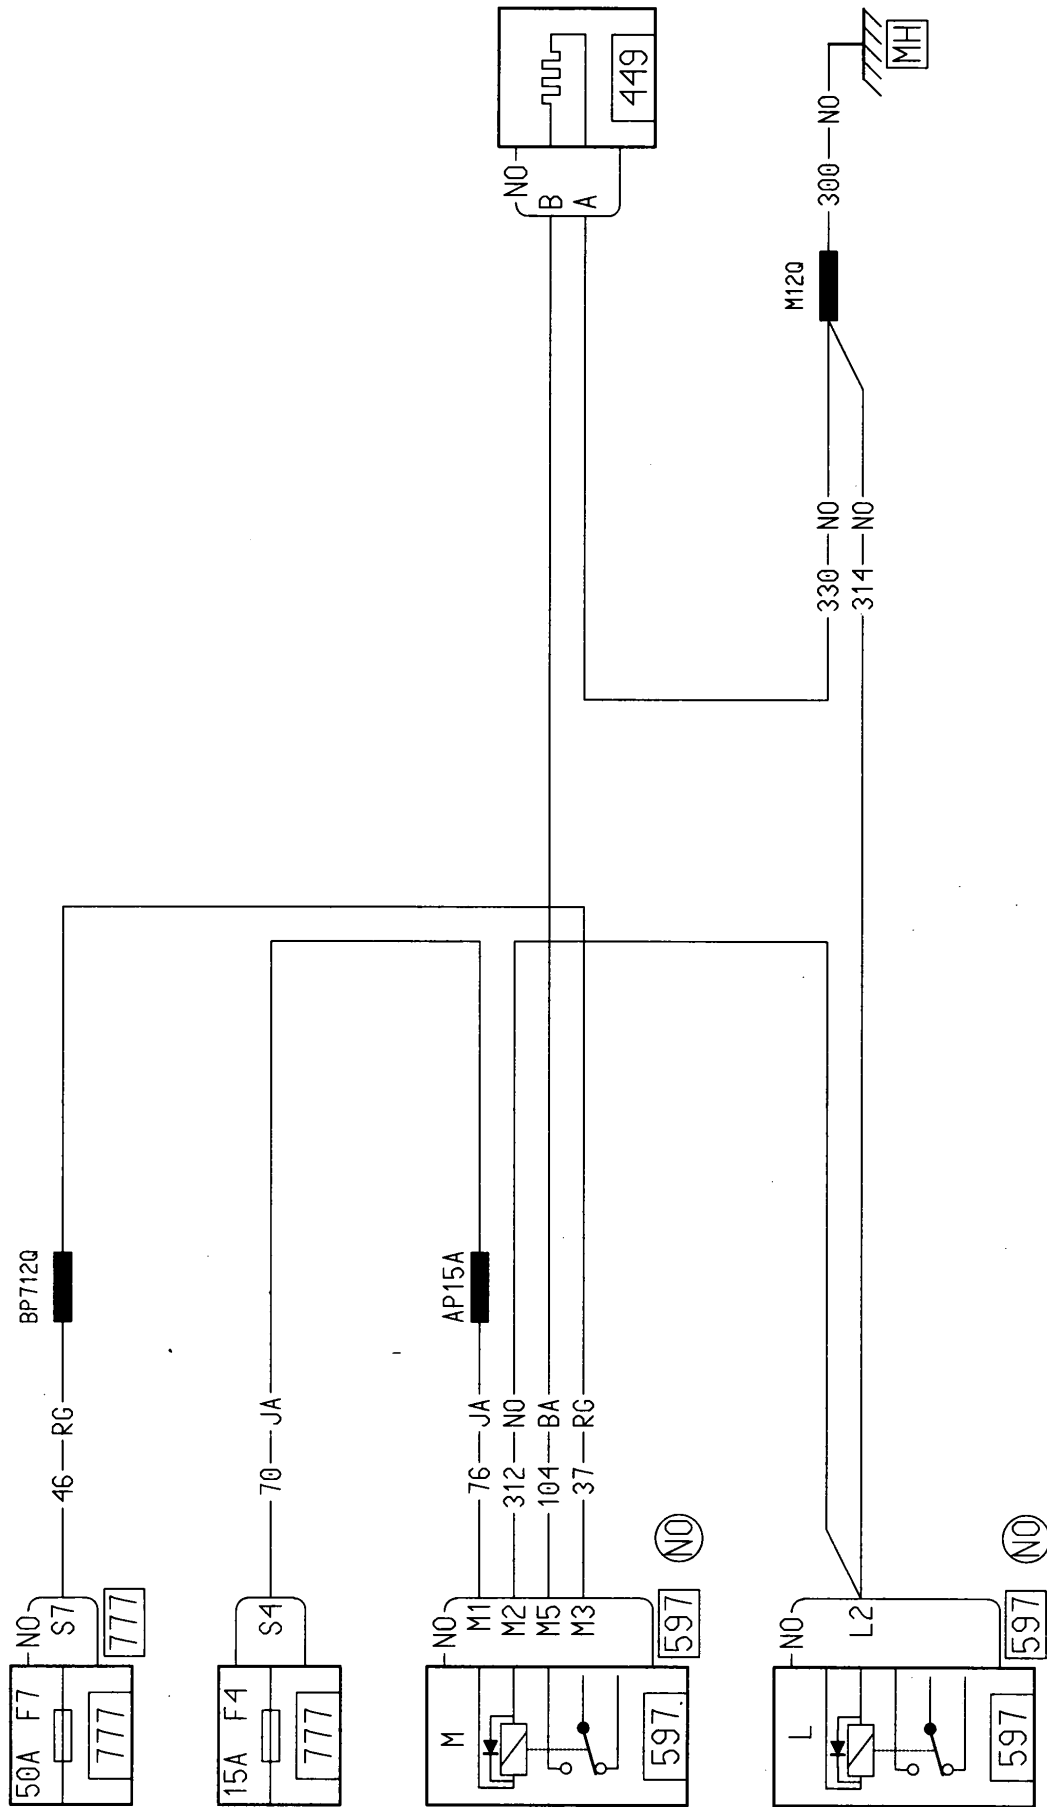 NO
B
A
449
300 NO
MH
M12Q
330 NO
314 NO
50A F7
777
NO
S7
777
46 RG
BP712Q
15A F4
777
S4
70 JA
M
597
NO
M1
M2
M5
M3
597
NO
76 JA
AP15A
312 NO
104 BA
37 RG
L
597
NO
L2
597
NO